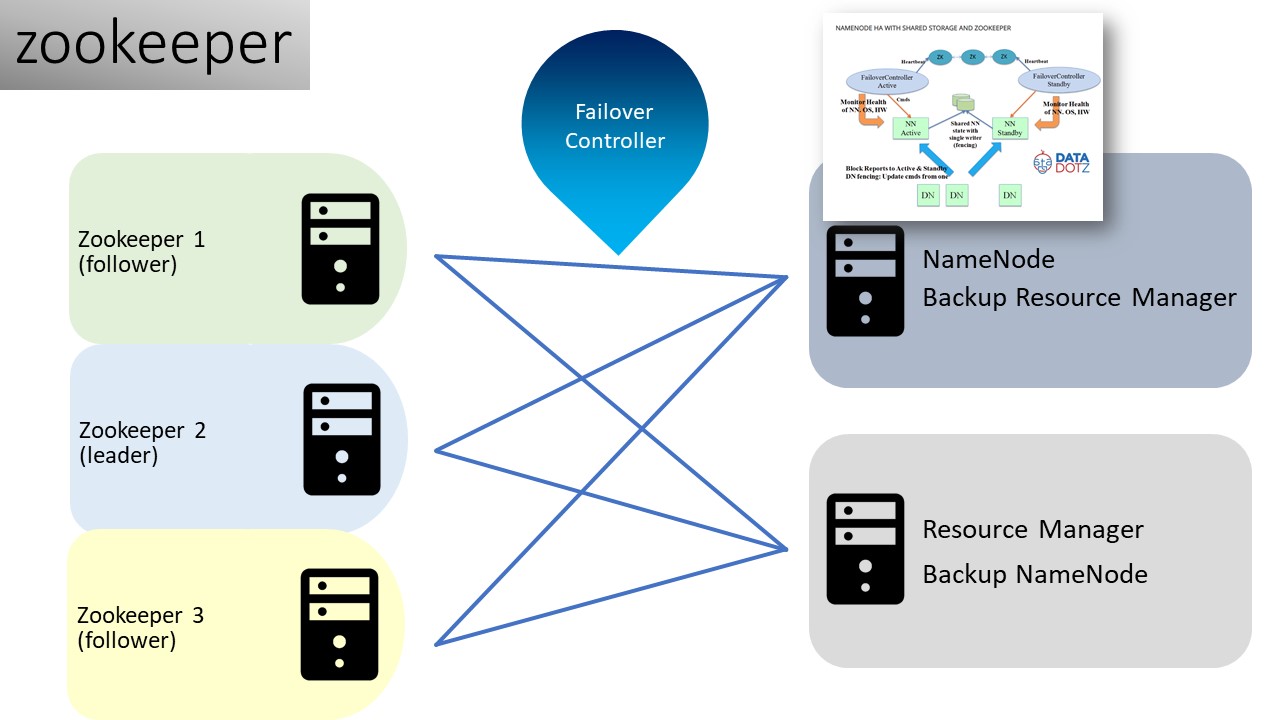 zookeeper
Failover
Controller
NAMENODE HA WITH SHARED STORAGE AND ZOOKEEPER
ZK
ZK
ZK
Heartbeat
Heartbeat
FailoverController
Active
FailoverController
Standby
Monitor Health
of NN. OS, HW
Cmds
Monitor Health
of NN. OS, HW
NN
Active
Shared NN
state with
single writer
(fencing)
NN
Standby
Block Reports to Active & Standby
DN fencing: Update cmds from one
DATA
DOTZ
DN
DN
DN
Zookeeper 1
(follower)
Zookeeper 2
(leader)
Zookeeper 3
(follower)
NameNode
Backup Resource Manager
Resource Manager
Backup NameNode